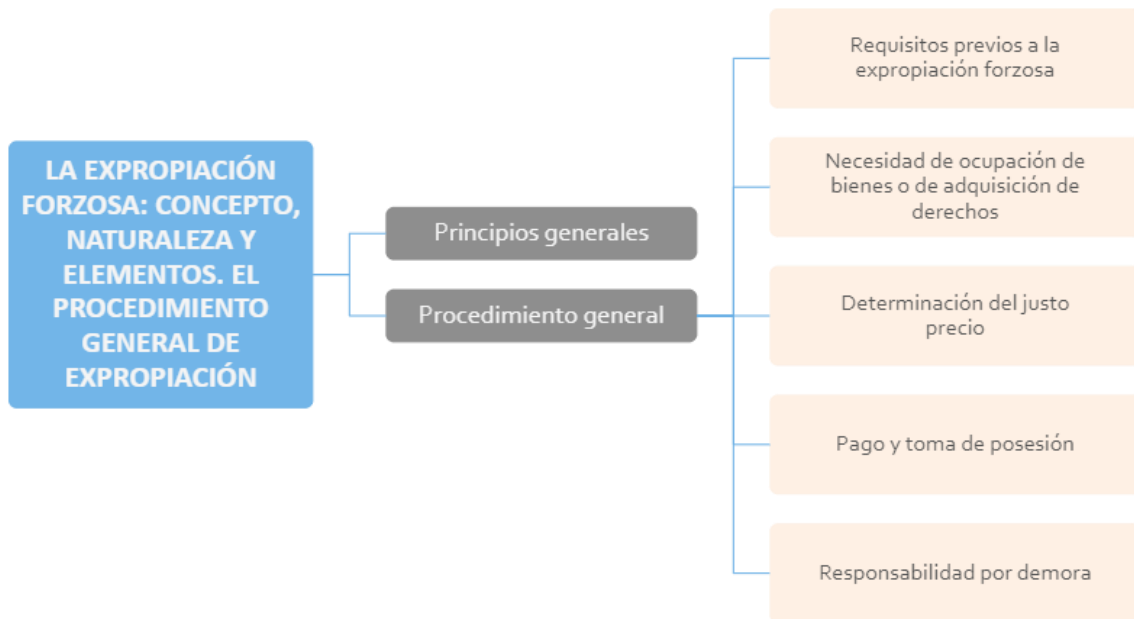 LA EXPROPIACIÓN
FORZOSA: CONCEPTO,
NATURALEZA Y
ELEMENTOS. EL
PROCEDIMIENTO
GENERAL DE
EXPROPIACIÓN
Principios generales
Procedimiento general
Requisitos previos a la
expropiación forzosa
Necesidad de ocupación de
bienes o de adquisición de
derechos
Determinación del justo
precio
Pago y toma de posesión
Responsabilidad por demora